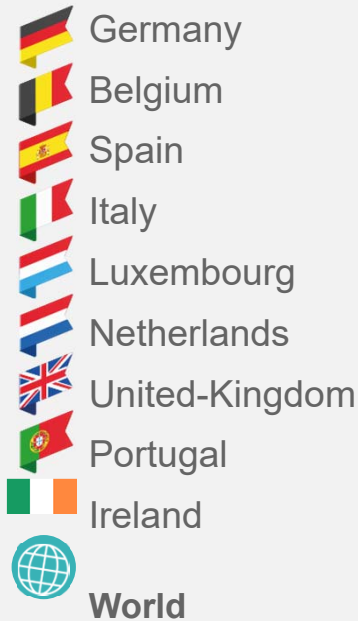 Germany
Belgium
Spain
Italy
Luxembourg
Netherlands
United-Kingdom
Portugal
Ireland
World